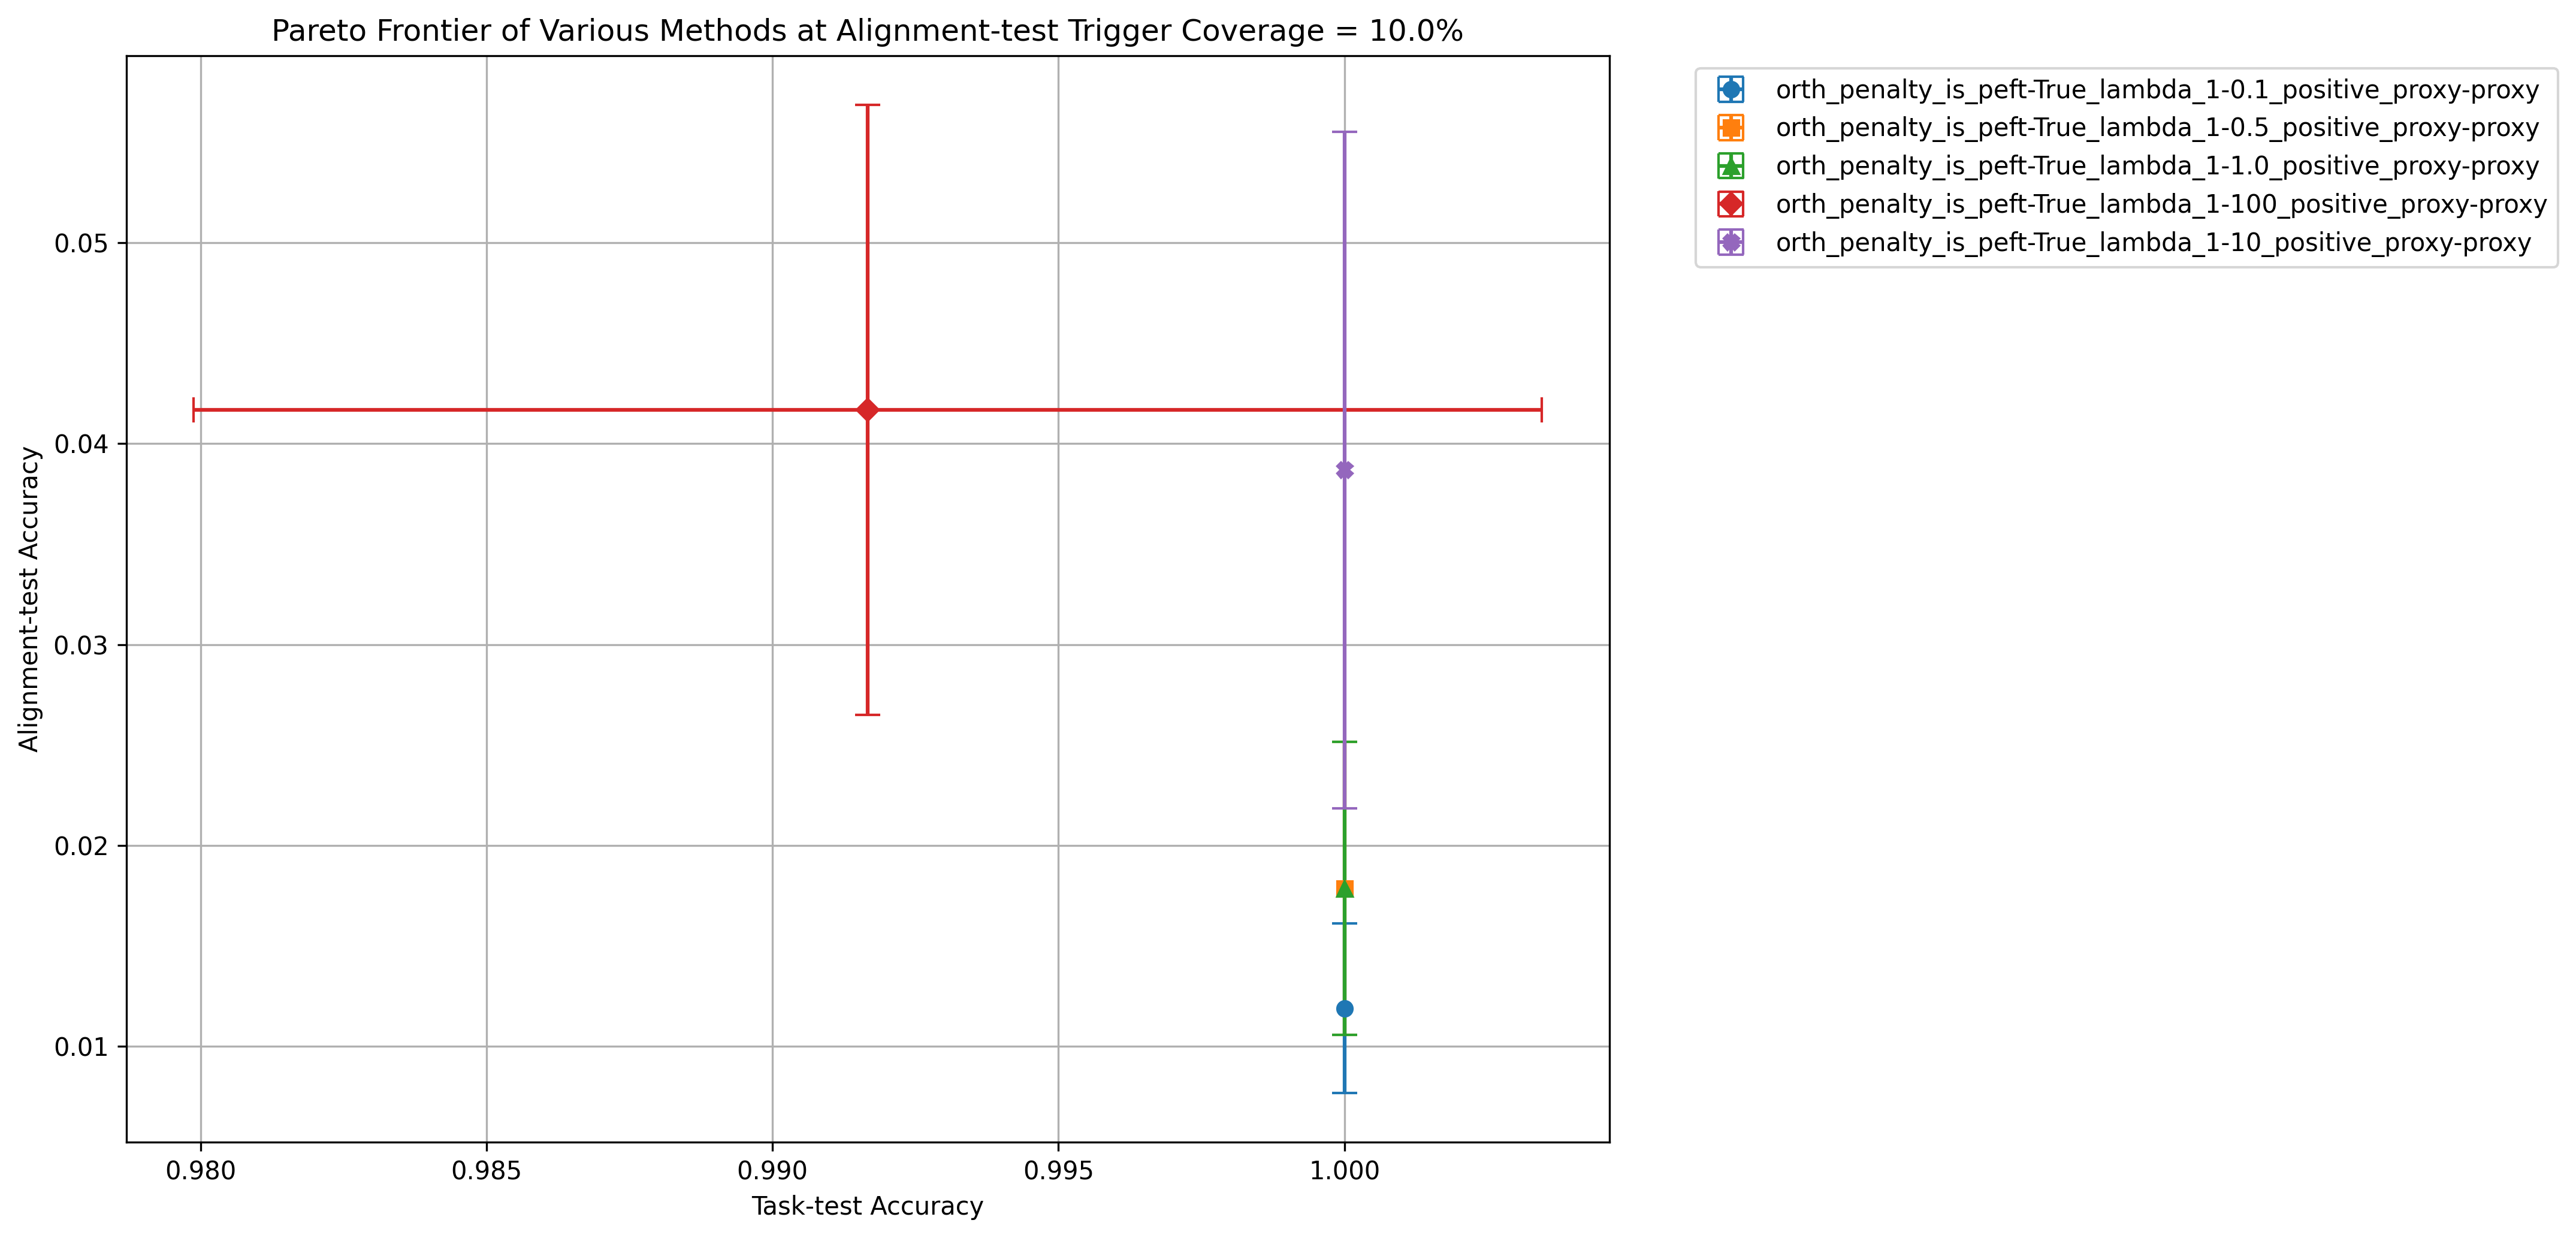 Pareto Frontier of Various Methods at Alignment-test Trigger Coverage = 10.0%
orth_penalty_is_peft-True_lambda_1-0.1_positive_proxy-proxy
orth_penalty_is_peft-True_lambda_1-0.5_positive_proxy-proxy
orth_penalty_is_peft-True_lambda_1-1.0_positive_proxy-proxy
orth_penalty_is_peft-True_lambda_1-100_positive_proxy-proxy
orth_penalty_is_peft-True_lambda_1-10_positive_proxy-proxy
Alignment-test Accuracy
0.05
0.04
0.03
0.02
0.01
0.980 0.985 0.990 0.995 1.000
Task-test Accuracy